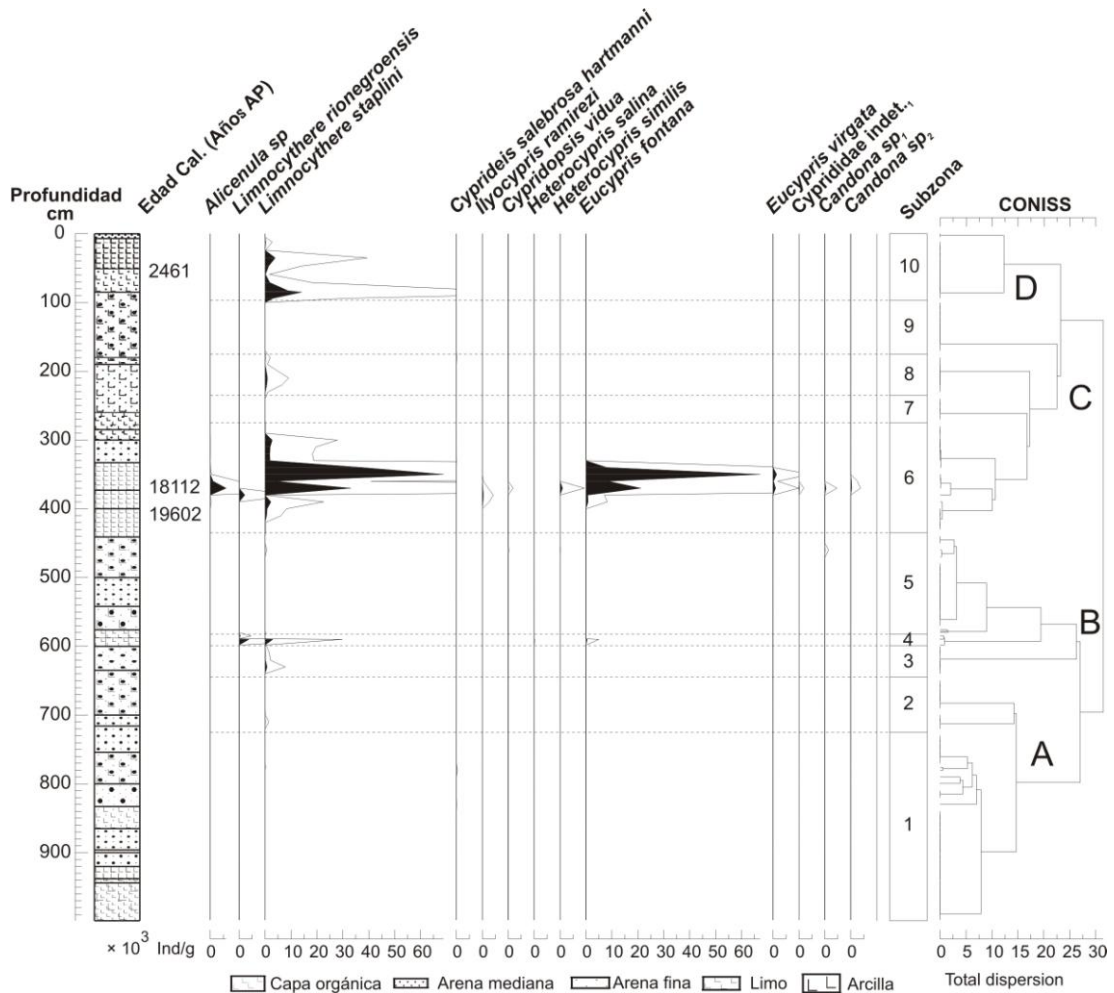 Profundidad
cm
Edad Cal. (Años AP)
Alicenula sp
Limnocythere rionegroensis
Limnocythere staplini
Cyprideis salebrosa hartmanni
Ilyocypris ramirezi
Cypridopsis vidua
Heterocypris salina
Heterocypris similis
Eucypris fontana
Eucypris virgata
Cyprididae indet..1
Candona sp1
Candona sp2
Subzona
CONISS
0
100
200
300
400
500
600
700
800
900
2461
18112
19602
10
9
8
7
6
5
4
3
2
1
D
C
B
A
× 10³ Ind/g
0 0 0 10 20 30 40 50 60 0 0 0 0 0 0 10 20 30 40 50 60 0 0 0 0
0 5 10 15 20 25 30
Total dispersion
Capa orgánica Arena mediana Arena fina Limo Arcilla